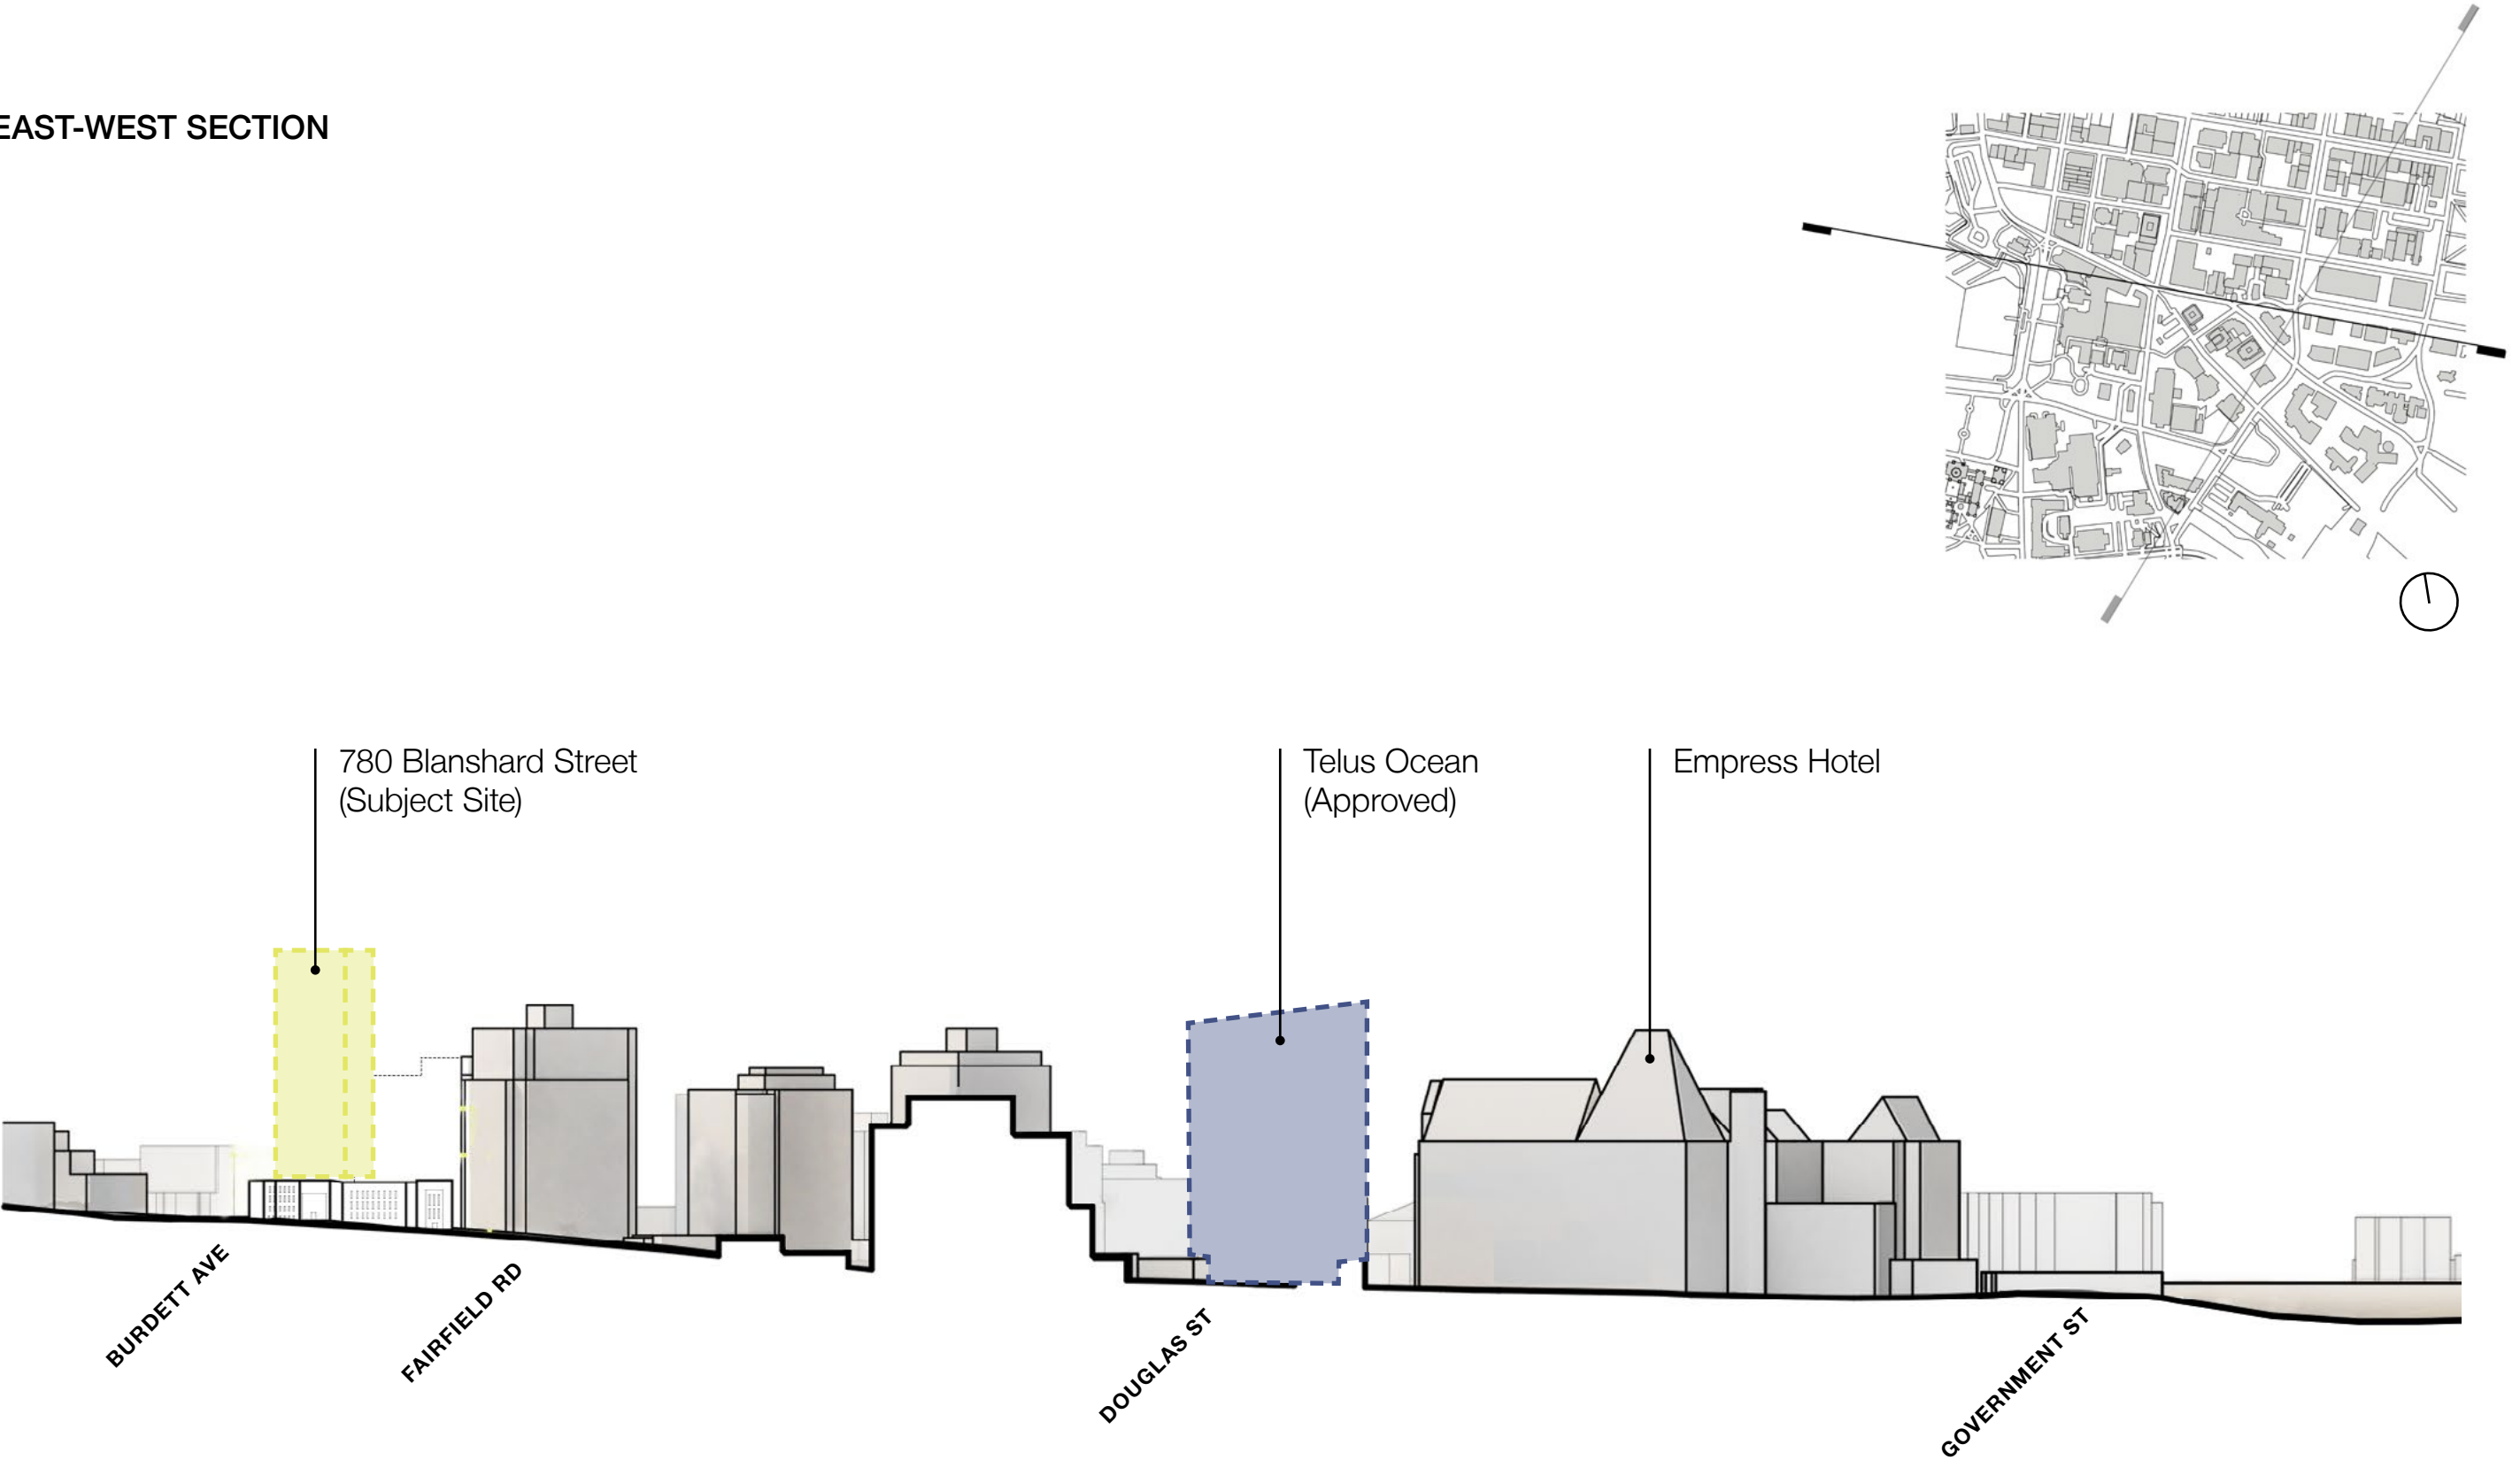 EAST-WEST SECTION
780 Blanshard Street
(Subject Site)
Telus Ocean
(Approved)
Empress Hotel
BURDETT AVE
FAIRFIELD RD
DOUGLAS ST
GOVERNMENT ST